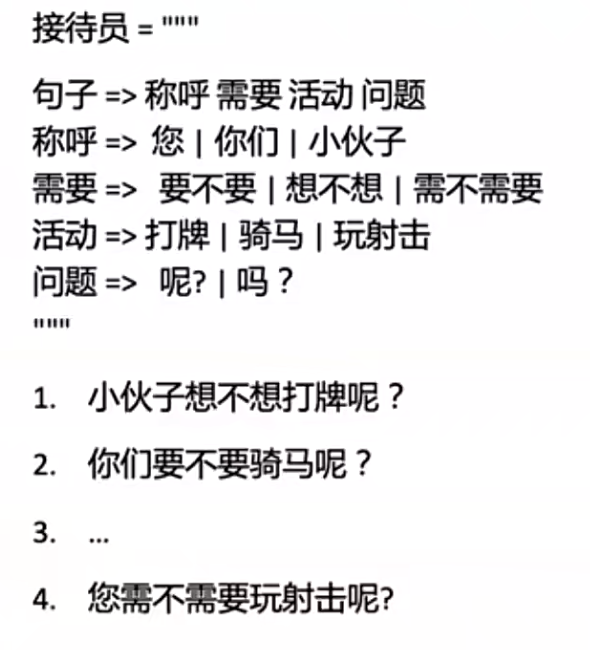 接待员 = """
句子 => 称呼 需要 活动 问题
称呼 => 您 | 你们 | 小伙子
需要 => 要不要 | 想不想 | 需不需要
活动 => 打牌 | 骑马 | 玩射击
问题 => 呢? | 吗？
"""
1. 小伙子想不想打牌呢？
2. 你们要不要骑马呢？
3. ...
4. 您需不需要玩射击呢?